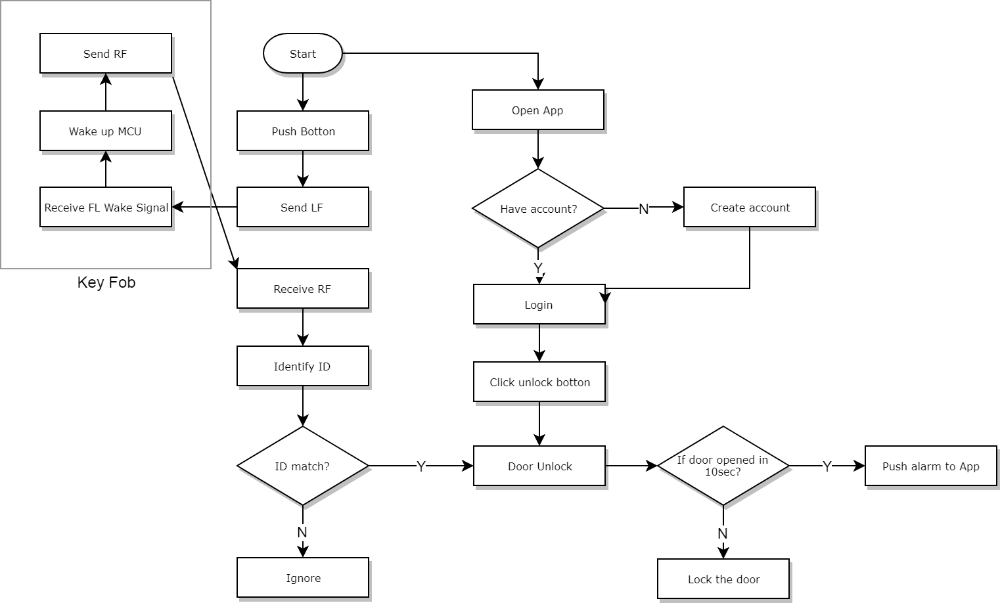 Send RF
Start
Open App
Wake up MCU
Push Botton
Receive FL Wake Signal
Send LF
Have account?
N
Create account
Y
Key Fob
Receive RF
Login
Identify ID
Click unlock botton
ID match?
Y
Door Unlock
If door opened in
10sec?
Y
Push alarm to App
N
N
Ignore
Lock the door